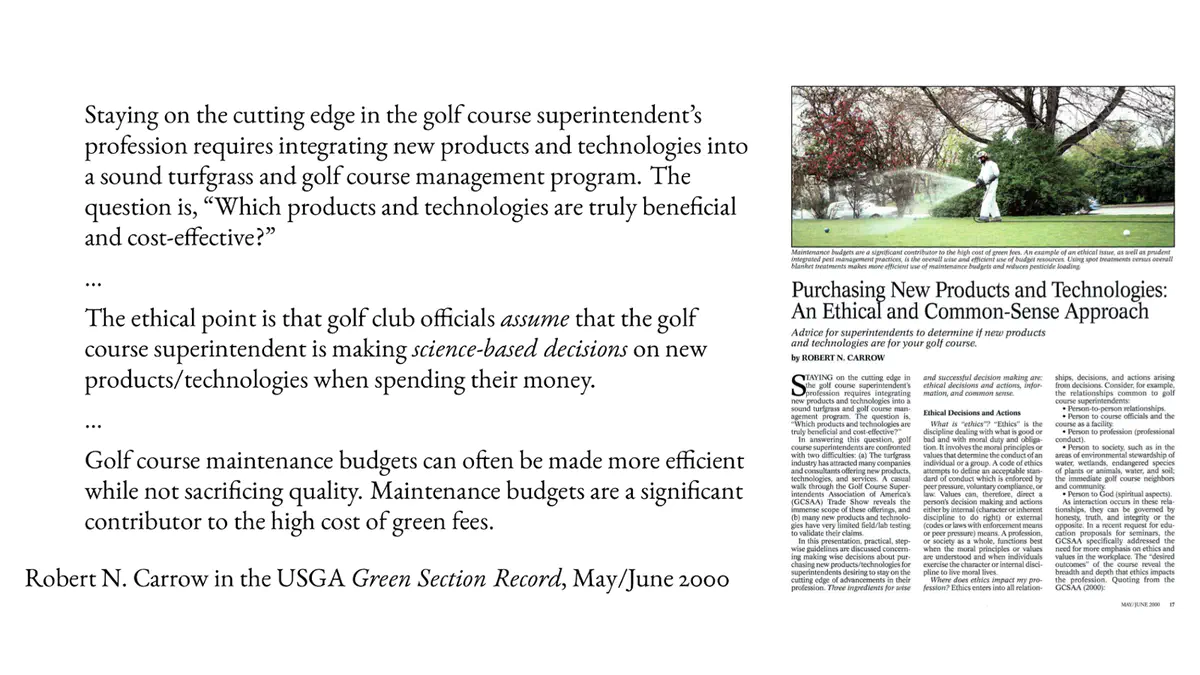 Staying on the cutting edge in the golf course superintendent’s
profession requires integrating new products and technologies into
a sound turfgrass and golf course management program. The
question is, “Which products and technologies are truly beneficial
and cost-effective?”
...
The ethical point is that golf club officials assume that the golf
course superintendent is making science-based decisions on new
products/technologies when spending their money.
...
Golf course maintenance budgets can often be made more efficient
while not sacrificing quality. Maintenance budgets are a significant
contributor to the high cost of green fees.
Robert N. Carrow in the USGA Green Section Record, May/June 2000
Maintenance budgets are a significant contributor to the high cost of green fees. An example of an ethical issue, as well as prudent
integrated pest management practices, is the overall wise and efficient use of budget resources. Using spot treatments versus overall
blanket treatments makes more efficient use of maintenance budgets and reduces pesticide loading.
Purchasing New Products and Technologies:
An Ethical and Common-Sense Approach
Advice for superintendents to determine if new products
and technologies are for your golf course.
by ROBERT N. CARROW
STAYING on the cutting edge in
the golf course superintendent's
profession requires integrating
new products and technologies into a
sound turfgrass and golf course man-
agement program. The question is,
"Which products and technologies are
truly beneficial and cost-effective?"
In answering this question, golf
course superintendents are confronted
with two difficulties: (a) The turfgrass
industry has attracted many companies
and consultants offering new products,
technologies, and services. A casual
walk through the Golf Course Super-
intendents Association of America's
(GCSAA) Trade Show reveals the
immense scope of these offerings, and
(b) many new products and technolo-
gies have very limited field/lab testing
to validate their claims.
In this presentation, practical, step-
wise guidelines are discussed concern-
ing making wise decisions about pur-
chasing new products/technologies for
superintendents desiring to stay on the
cutting edge of advancements in their
profession. Three ingredients for wise
and successful decision making are:
ethical decisions and actions, infor-
mation, and common sense.
Ethical Decisions and Actions
What is "ethics"? "Ethics" is the
discipline dealing with what is good or
bad and with moral duty and obliga-
tion. It involves the moral principles or
values that determine the conduct of an
individual or a group. A code of ethics
attempts to define an acceptable stan-
dard of conduct which is enforced by
peer pressure, voluntary compliance, or
law. Values can, therefore, direct a
person's decision making and actions
either by internal (character or inherent
discipline to do right) or external
(codes or laws with enforcement means
or peer pressure) means. A profession,
or society as a whole, functions best
when the moral principles or values
are understood and when individuals
exercise the character or internal disci-
pline to live moral lives.
Where does ethics impact my pro-
fession? Ethics enters into all relation-
ships, decisions, and actions arising
from decisions. Consider, for example,
the relationships common to golf
course superintendents:
• Person-to-person relationships.
• Person to course officials and the
course as a facility.
• Person to profession (professional
conduct).
• Person to society, such as in the
areas of environmental stewardship of
water, wetlands, endangered species
of plants or animals, water, and soil;
the immediate golf course neighbors
and community.
• Person to God (spiritual aspects).
As interaction occurs in these rela-
tionships, they can be governed by
honesty, truth, and integrity or the
opposite. In a recent request for edu-
cation proposals for seminars, the
GCSAA specifically addressed the
need for more emphasis on ethics and
values in the workplace. The "desired
outcomes" of the course reveal the
breadth and depth that ethics impacts
the profession. Quoting from the
GCSAA (2000):
MAY/JUNE 2000 17